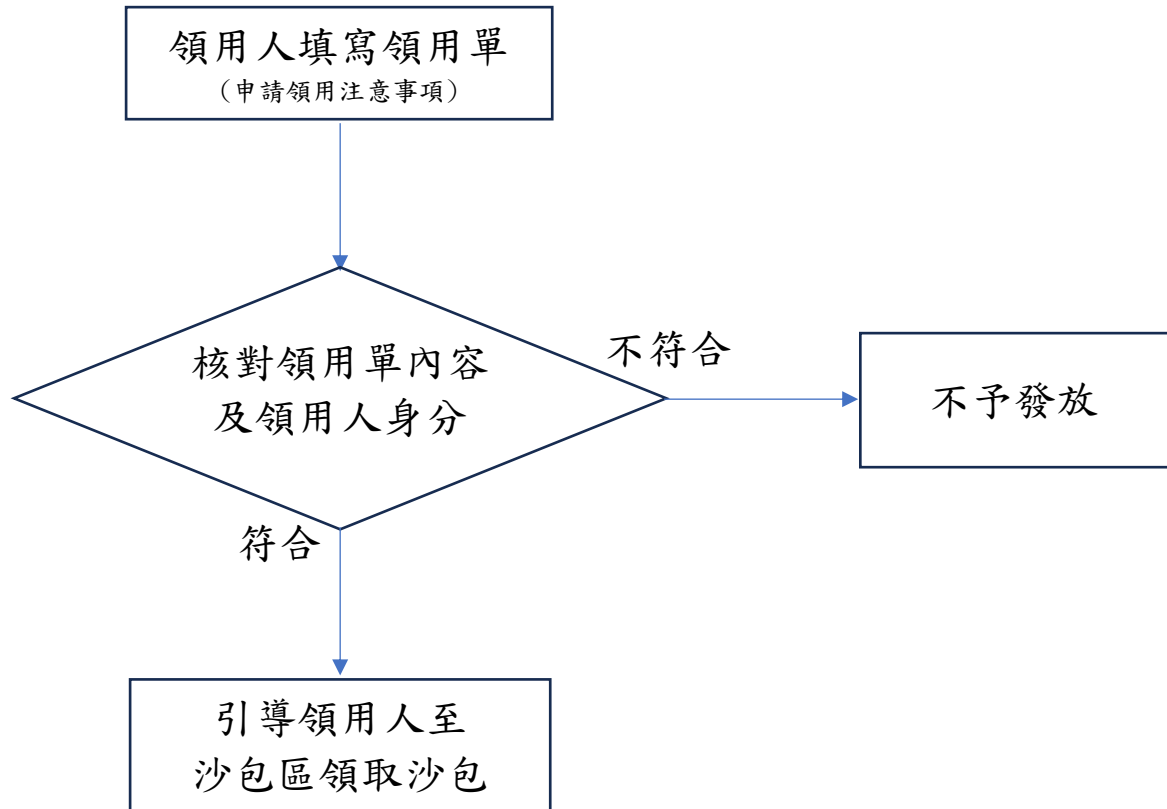 領用人填寫領用單
（申請領用注意事項）
核對領用單內容
及領用人身分
不符合
不予發放
符合
引導領用人至
沙包區領取沙包